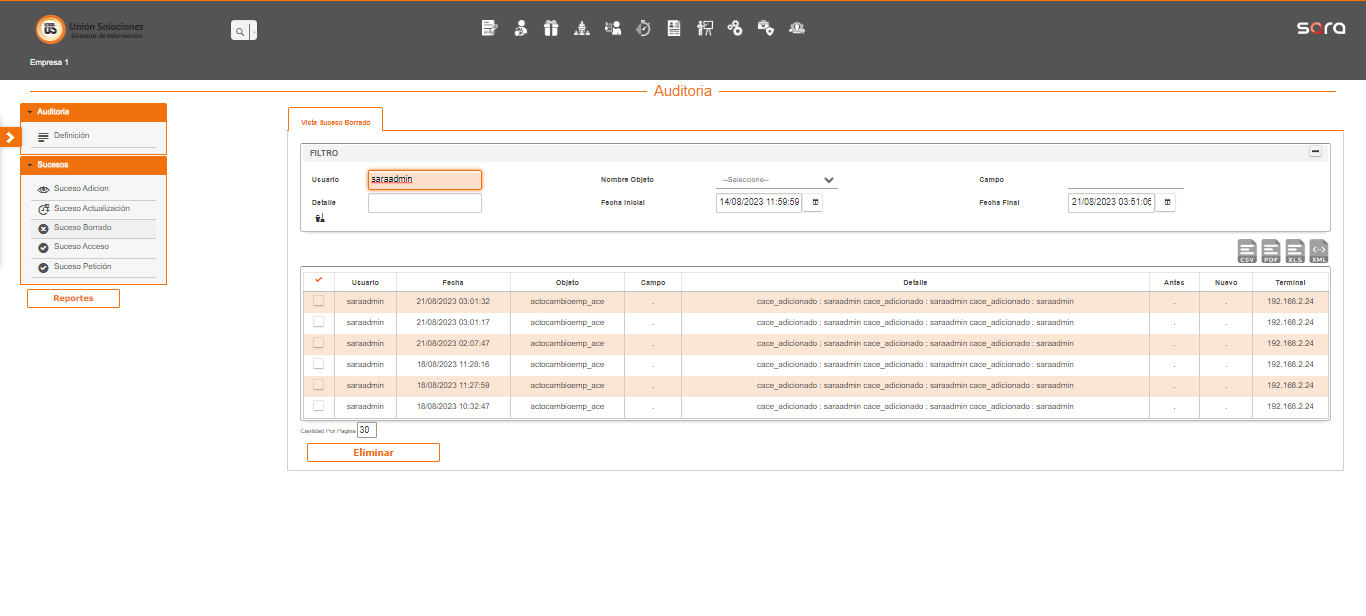 Unión Soluciones
Sistemas de Información
sara
Empresa 1
Auditoria
Auditoria
Definición
Sucesos
Suceso Adicion
Suceso Actualización
Suceso Borrado
Suceso Acceso
Suceso Petición
Reportes
Vista Suceso Borrado
FILTRO
Usuario saraadmin Nombre Objeto --Seleccione-- Campo
Detalle Fecha Inicial 14/08/2023 11:59:59 Fecha Final 21/08/2023 03:51:06
CSV PDF XLS XML
Usuario Fecha Objeto Campo Detalle Antes Nuevo Terminal
saraadmin 21/08/2023 03:01:32 actocambioemp_ace . cace_adicionado : saraadmin cace_adicionado : saraadmin cace_adicionado : saraadmin . . 192.168.2.24
saraadmin 21/08/2023 03:01:17 actocambioemp_ace . cace_adicionado : saraadmin cace_adicionado : saraadmin cace_adicionado : saraadmin . . 192.168.2.24
saraadmin 21/08/2023 02:07:47 actocambioemp_ace . cace_adicionado : saraadmin cace_adicionado : saraadmin cace_adicionado : saraadmin . . 192.168.2.24
saraadmin 18/08/2023 11:28:16 actocambioemp_ace . cace_adicionado : saraadmin cace_adicionado : saraadmin cace_adicionado : saraadmin . . 192.168.2.24
saraadmin 18/08/2023 11:27:59 actocambioemp_ace . cace_adicionado : saraadmin cace_adicionado : saraadmin cace_adicionado : saraadmin . . 192.168.2.24
saraadmin 18/08/2023 10:32:47 actocambioemp_ace . cace_adicionado : saraadmin cace_adicionado : saraadmin cace_adicionado : saraadmin . . 192.168.2.24
Cantidad Por Pagina 30
Eliminar